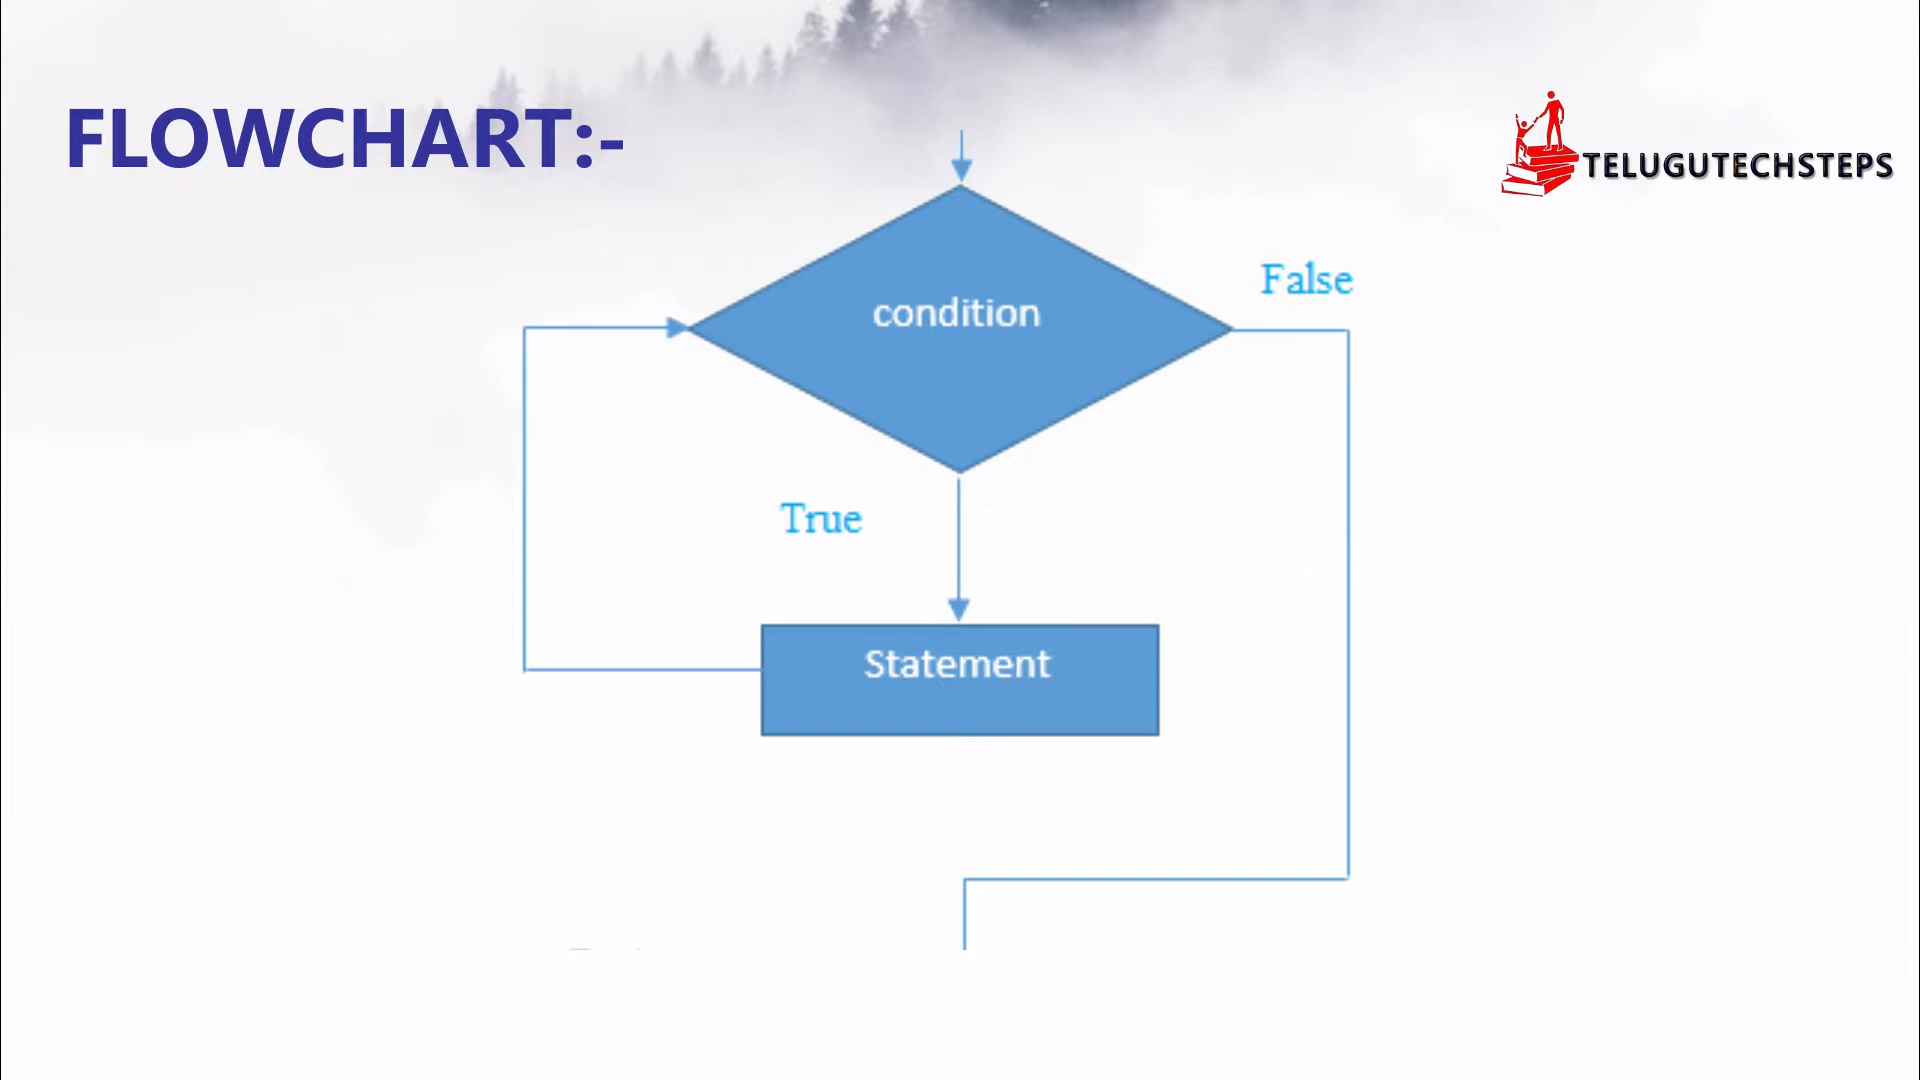 FLOWCHART:-
TELUGUTECHSTEPS
False
condition
True
Statement